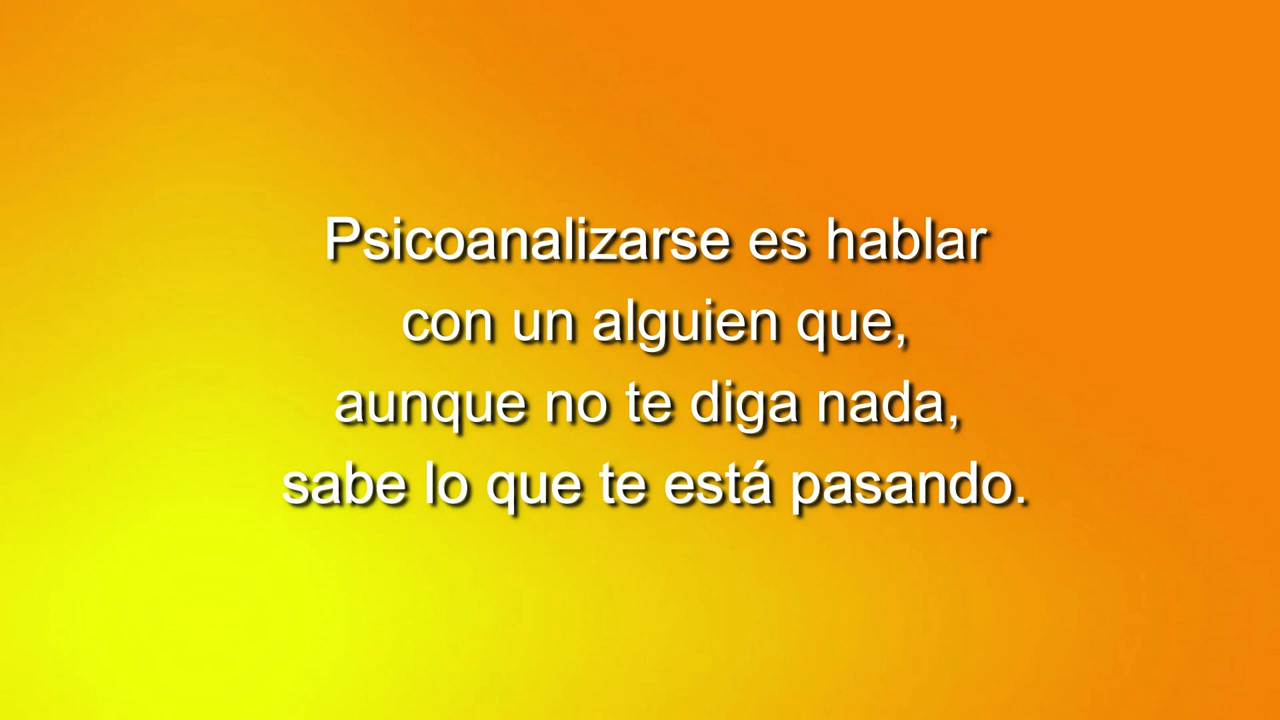 Psicoanalizarse es hablar
con un alguien que,
aunque no te diga nada,
sabe lo que te está pasando.